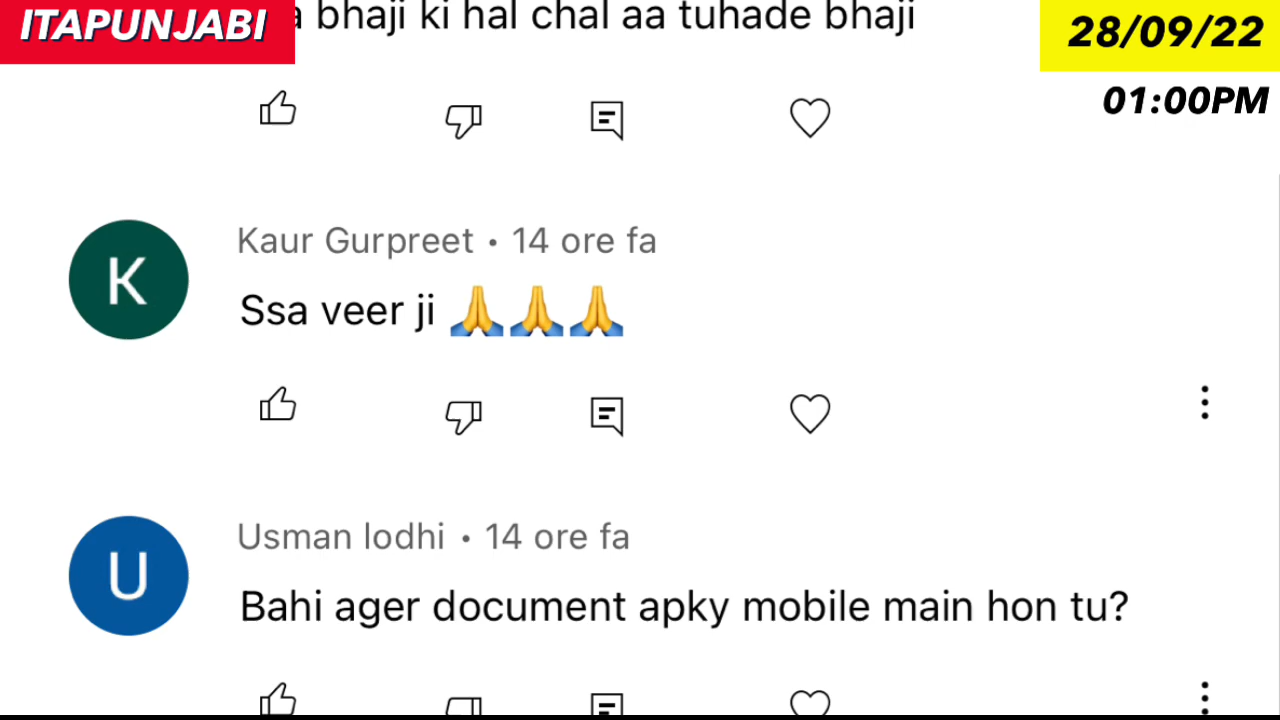 ITAPUNJABI
28/09/22
01:00PM
bhaji ki hal chal aa tuhade bhaji
Kaur Gurpreet • 14 ore fa
Ssa veer ji 🙏🙏🙏
Usman lodhi • 14 ore fa
Bahi ager document apky mobile main hon tu?
K
U